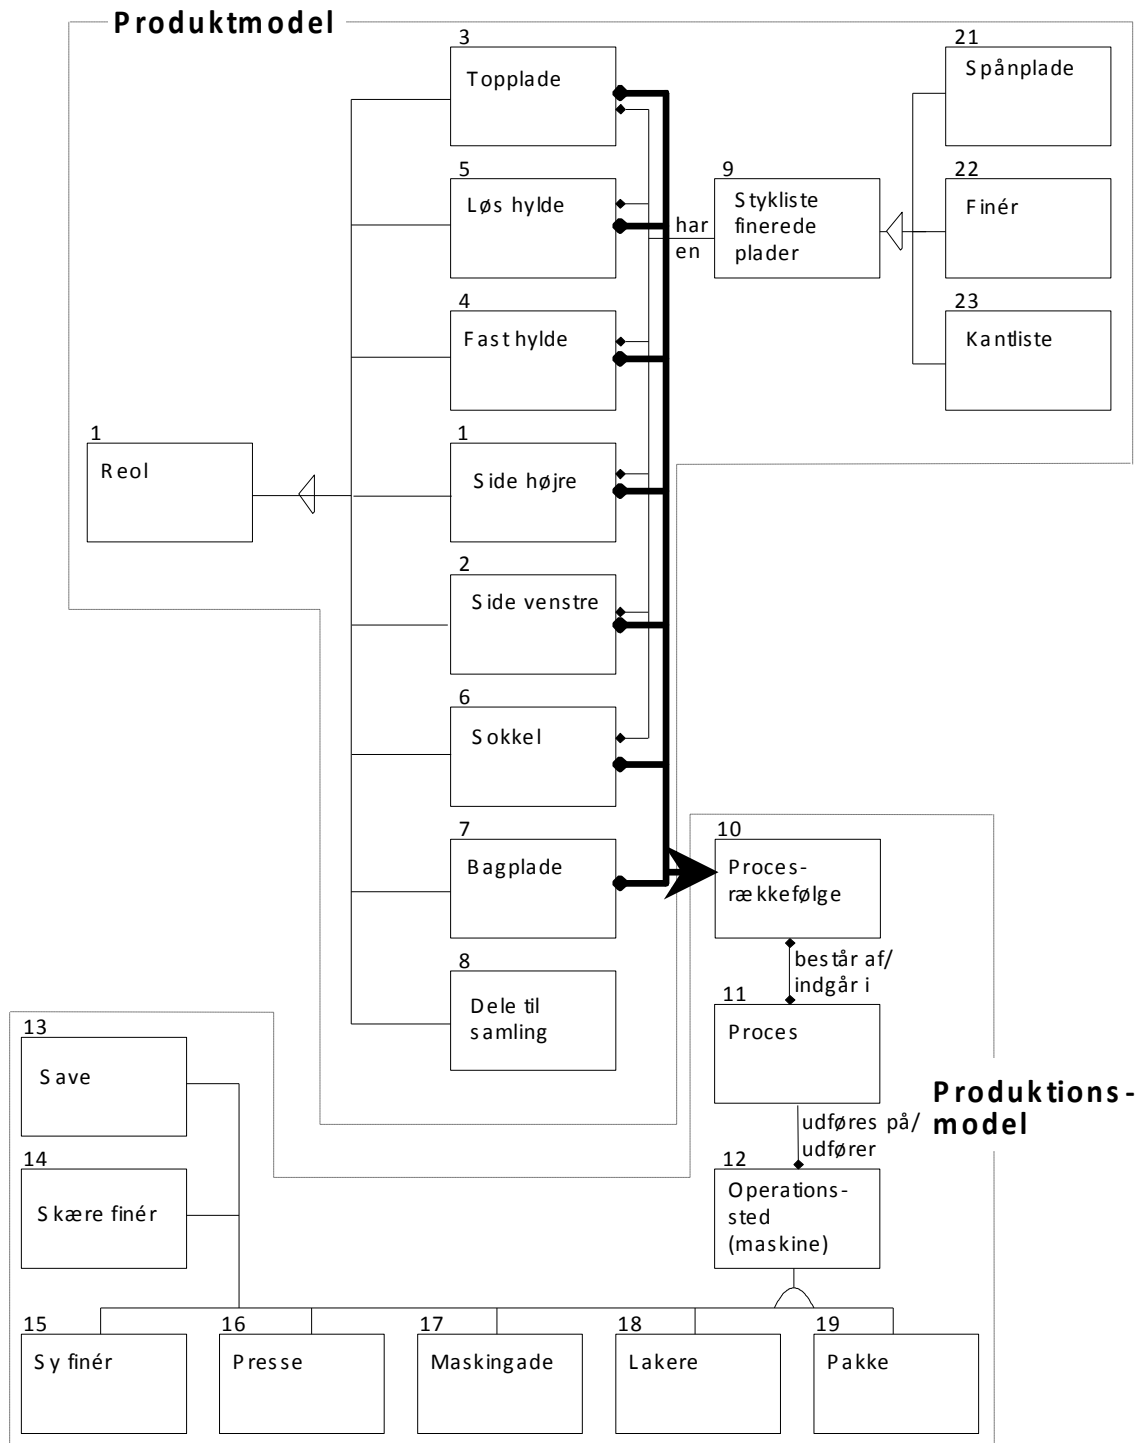 Produktmodel
3
Topplade
21
Spånplade
5
Løs hylde
9
Stykliste
finerede
plader
har
en
22
Finér
4
Fast hylde
23
Kantliste
1
Reol
1
Side højre
2
Side venstre
6
Sokkel
7
Bagplade
10
Proces-
rækkefølge
består af/
indgår i
8
Dele til
samling
11
Proces
Produktions-
model
udføres på/
udfører
12
Operations-
sted
(maskine)
13
Save
14
Skære finér
15
Sy finér
16
Presse
17
Maskingade
18
Lakere
19
Pakke